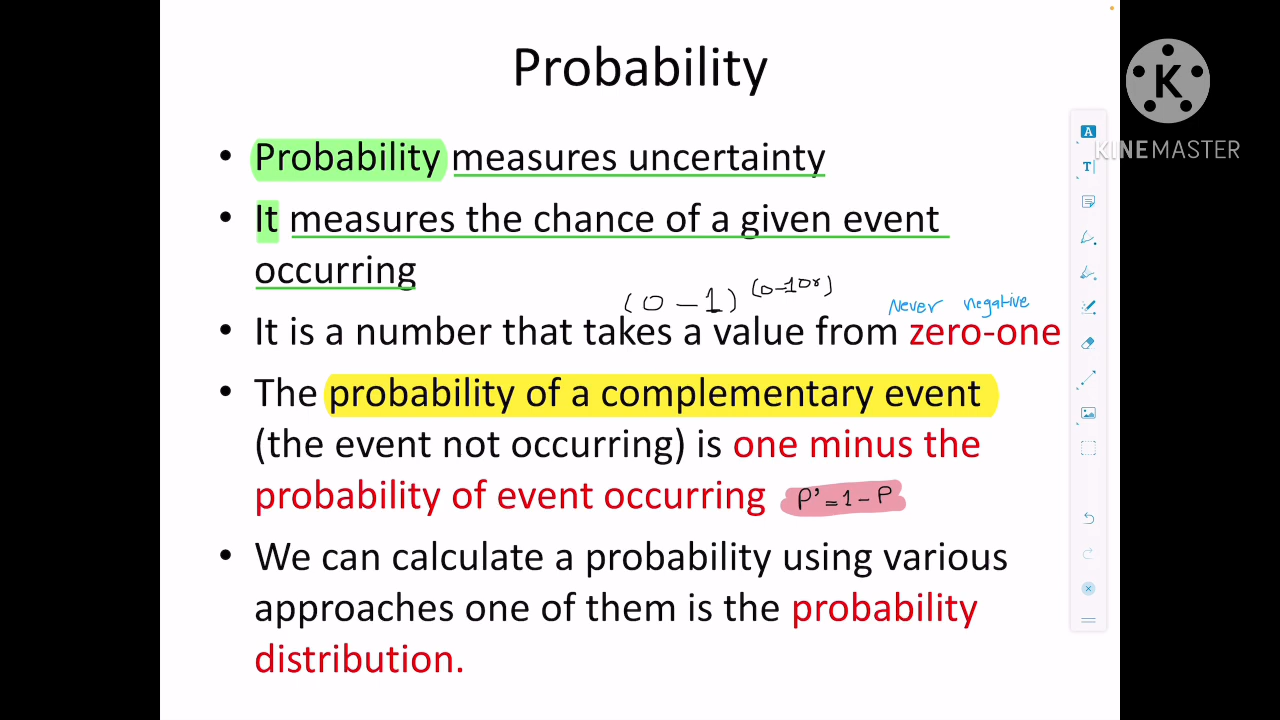 Probability
• Probability measures uncertainty
• It measures the chance of a given event
occurring
(0 – 1) (0 – 1
Never negative
• It is a number that takes a value from zero-one
• The probability of a complementary event
(the event not occurring) is one minus the
probability of event occurring P' = 1 – P
• We can calculate a probability using various
approaches one of them is the probability
distribution.
K
KINEMASTER
A
T